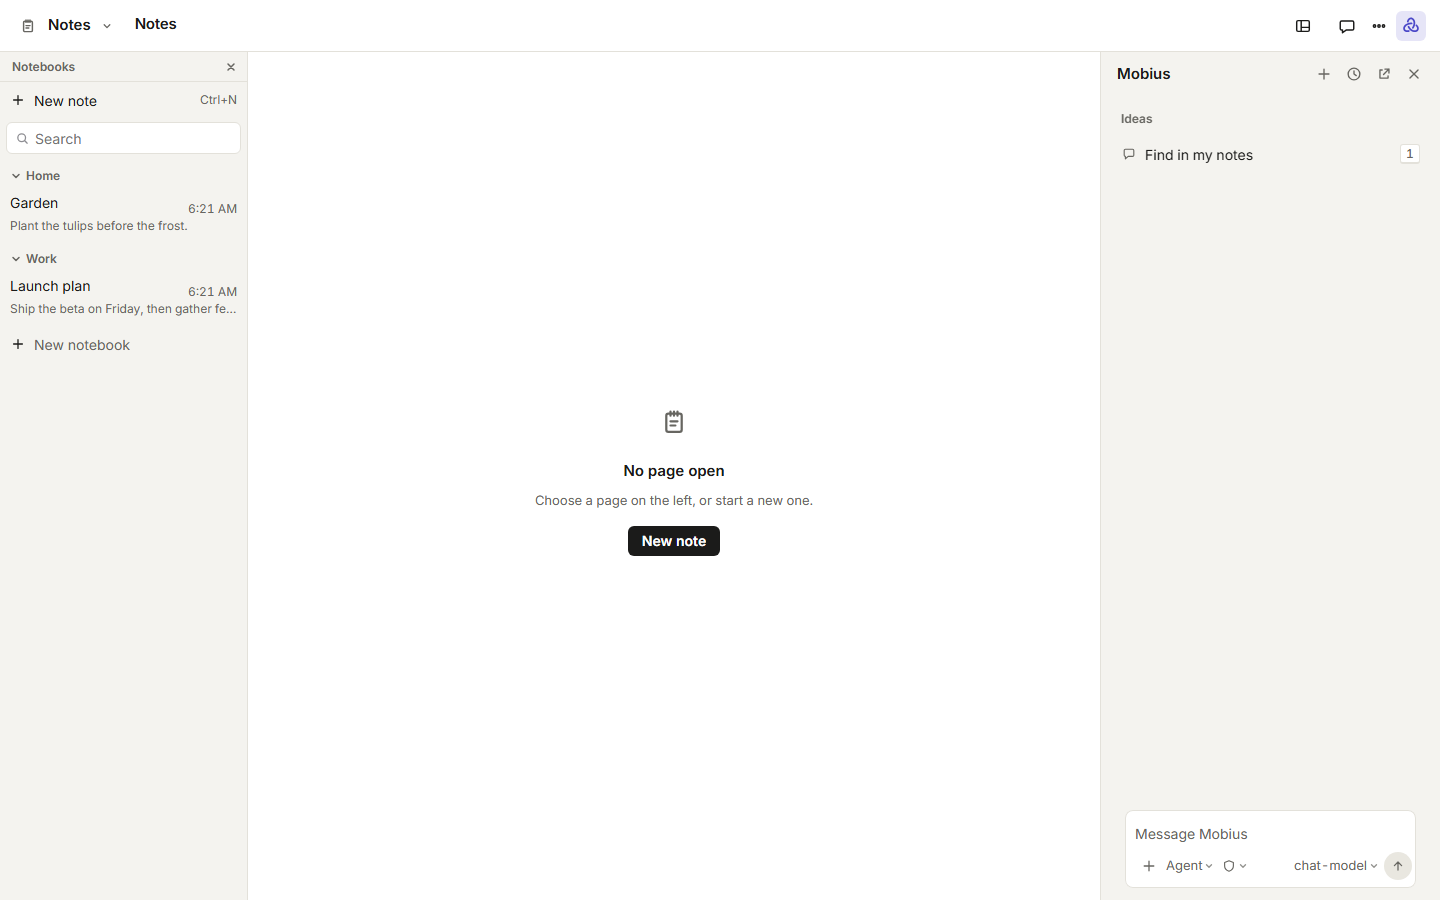 Notes
Notes
Notebooks
New note Ctrl+N
Search
Home
Garden 6:21 AM
Plant the tulips before the frost.
Work
Launch plan 6:21 AM
Ship the beta on Friday, then gather fe...
New notebook
No page open
Choose a page on the left, or start a new one.
New note
Mobius
Ideas
Find in my notes 1
Message Mobius
Agent chat-model